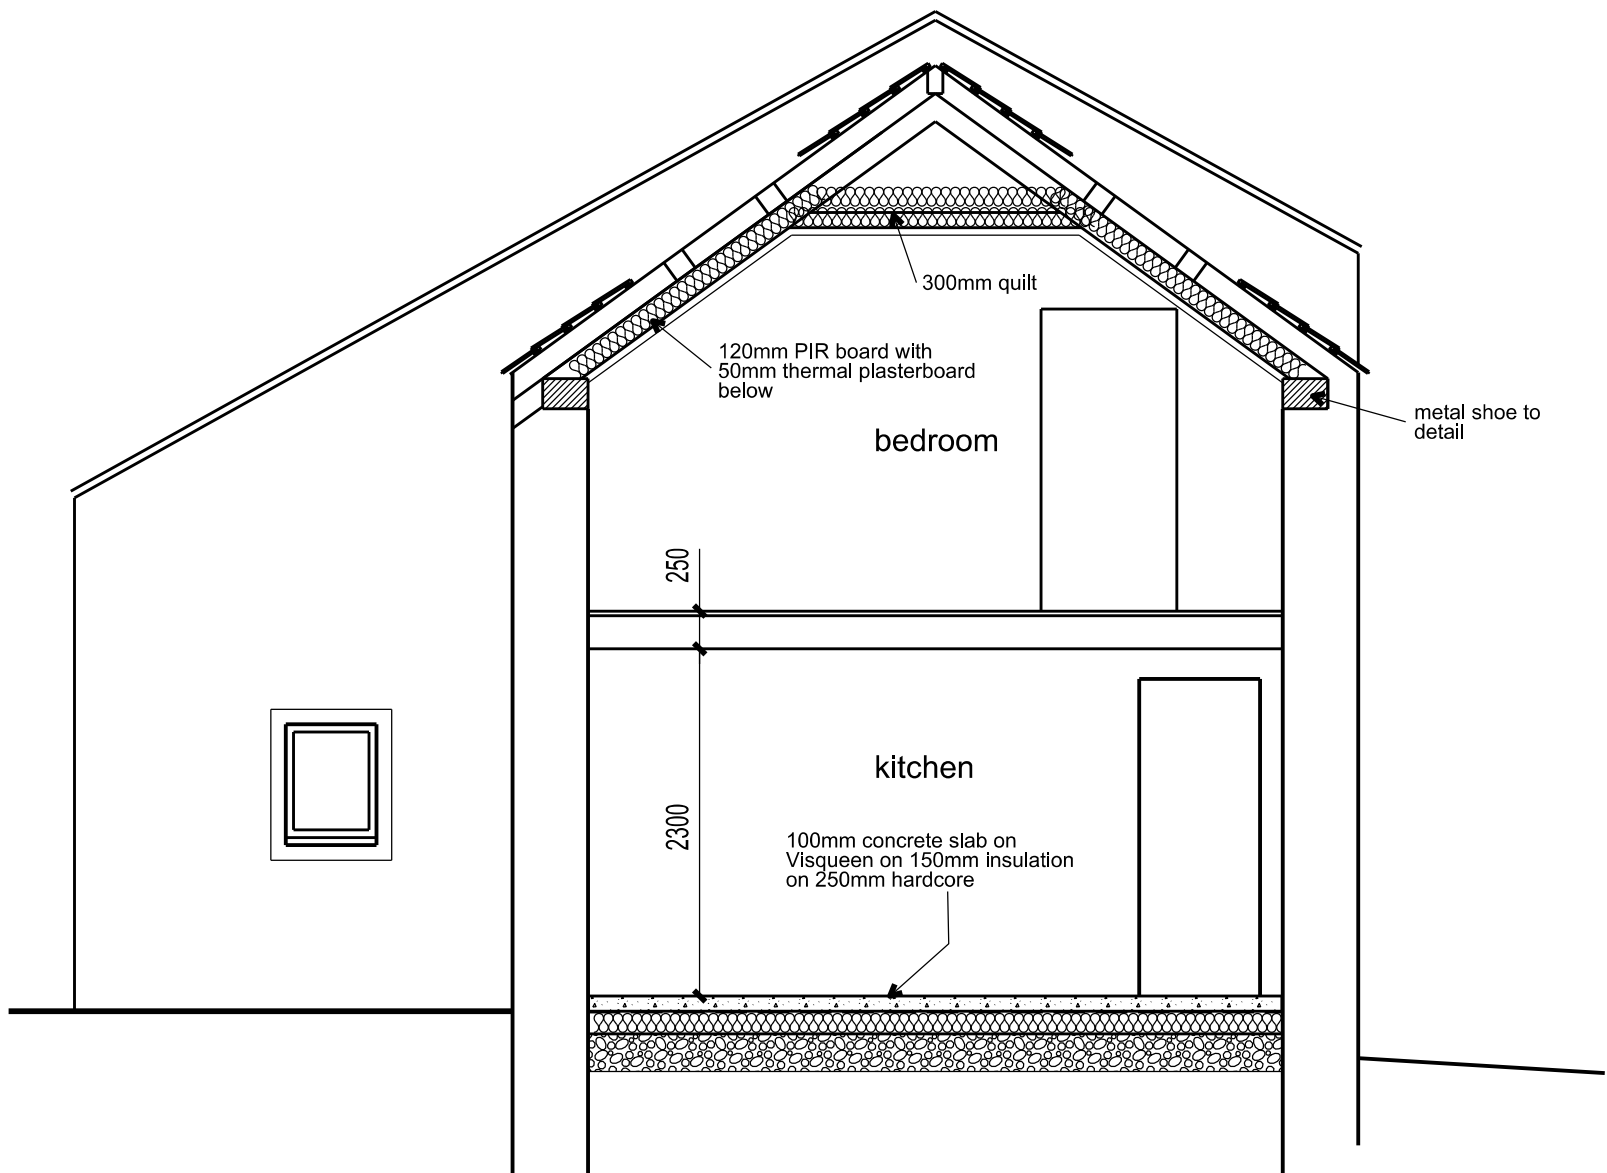 300mm quilt
120mm PIR board with
50mm thermal plasterboard
below
metal shoe to
detail
bedroom
250
kitchen
2300
100mm concrete slab on
Visqueen on 150mm insulation
on 250mm hardcore